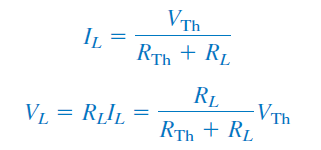 I_L = V_Th / (R_Th + R_L)
V_L = R_L I_L = R_L / (R_Th + R_L) V_Th